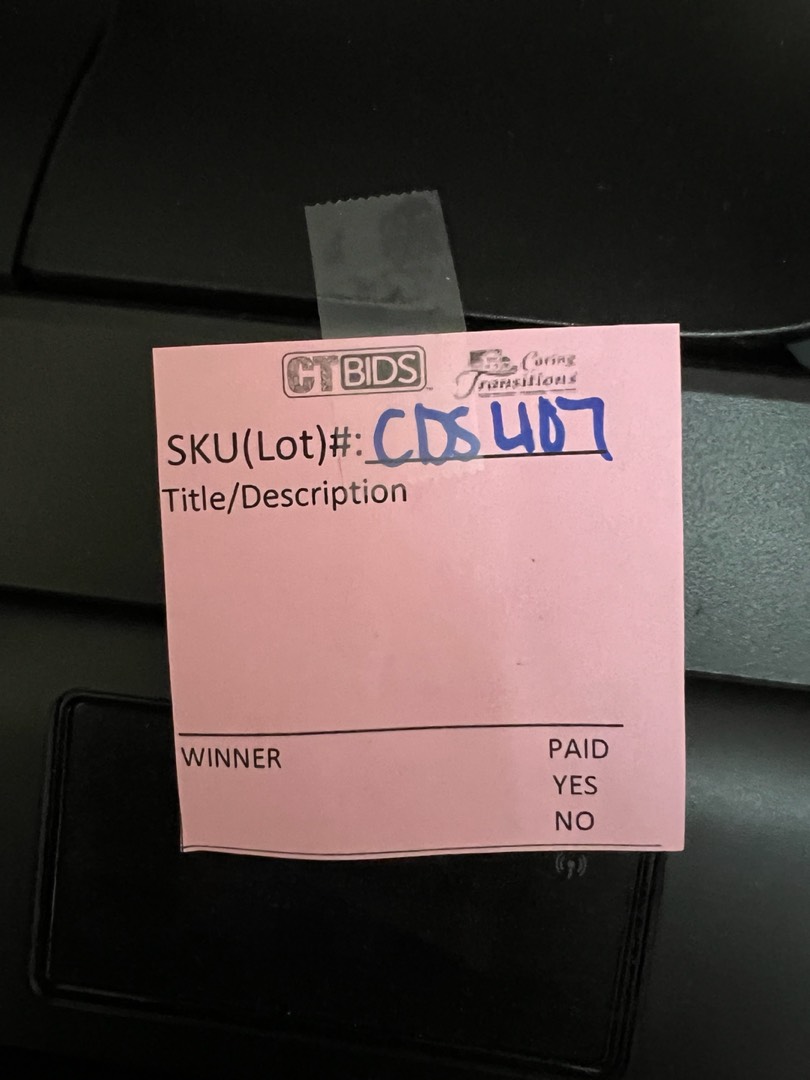 CTBIDS Caring Transitions
SKU(Lot)#: CDS407
Title/Description
WINNER PAID
YES
NO